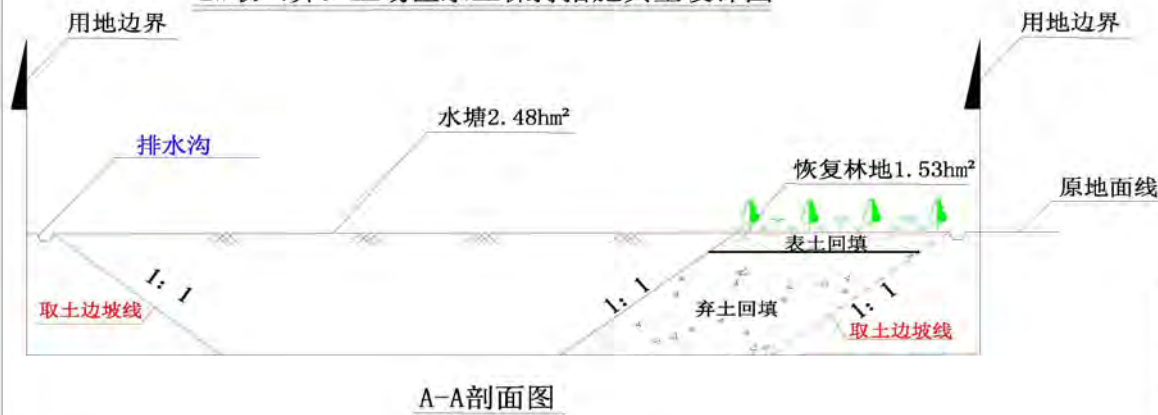 用地边界
用地边界
水塘2.48hm²
排水沟
恢复林地1.53hm²
原地面线
表土回填
1: 1
1: 1
1: 1
取土边坡线
弃土回填
取土边坡线
A-A剖面图